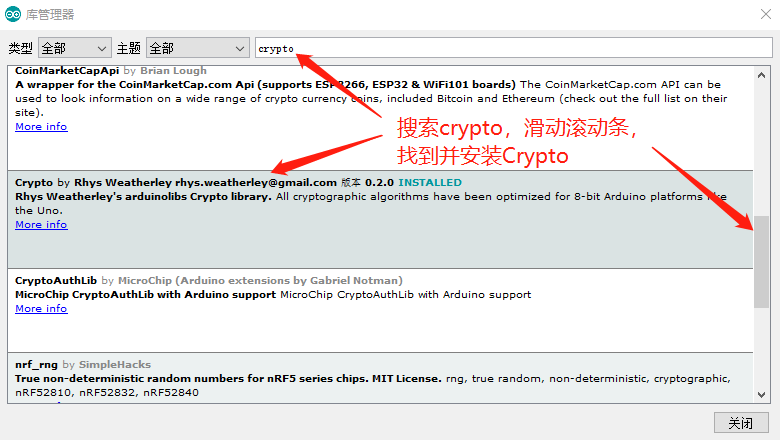 库管理器
类型 全部 主题 全部 crypto
CoinMarketCapApi by Brian Lough
A wrapper for the CoinMarketCap.com Api (supports ESP8266, ESP32 & WiFi101 boards) The CoinMarketCap.com API can be
used to look information on a wide range of crypto currency coins, included Bitcoin and Ethereum (check out the full list on their
site).
More info
搜索crypto，滑动滚动条，
找到并安装Crypto
Crypto by Rhys Weatherley rhys.weatherley@gmail.com 版本 0.2.0 INSTALLED
Rhys Weatherley's arduinolibs Crypto library. All cryptographic algorithms have been optimized for 8-bit Arduino platforms like
the Uno.
More info
CryptoAuthLib by MicroChip (Arduino extensions by Gabriel Notman)
MicroChip CryptoAuthLib with Arduino support MicroChip CryptoAuthLib with Arduino support
More info
nrf_rng by SimpleHacks
True non-deterministic random numbers for nRF5 series chips. MIT License. rng, true random, non-deterministic, cryptographic,
nRF52810, nRF52832, nRF52840
关闭